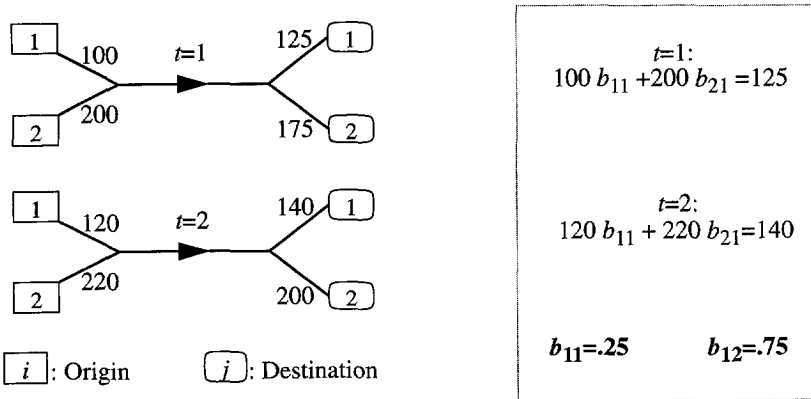 1 100 t=1 125 1
2 200 175 2
1 120 t=2 140 1
2 220 200 2
i : Origin j : Destination
t=1:
100 b11 +200 b21 =125
t=2:
120 b11 + 220 b21=140
b11=.25 b12=.75